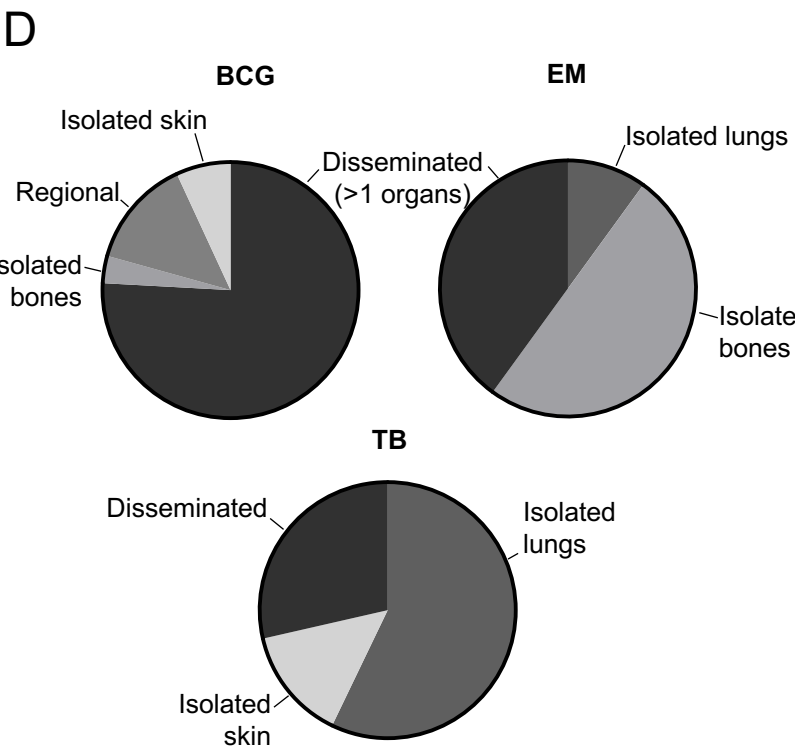 D
BCG
EM
Isolated skin
Regional
solated
bones
Disseminated
(>1 organs)
Isolated lungs
Isolate
bones
TB
Disseminated
Isolated
lungs
Isolated
skin